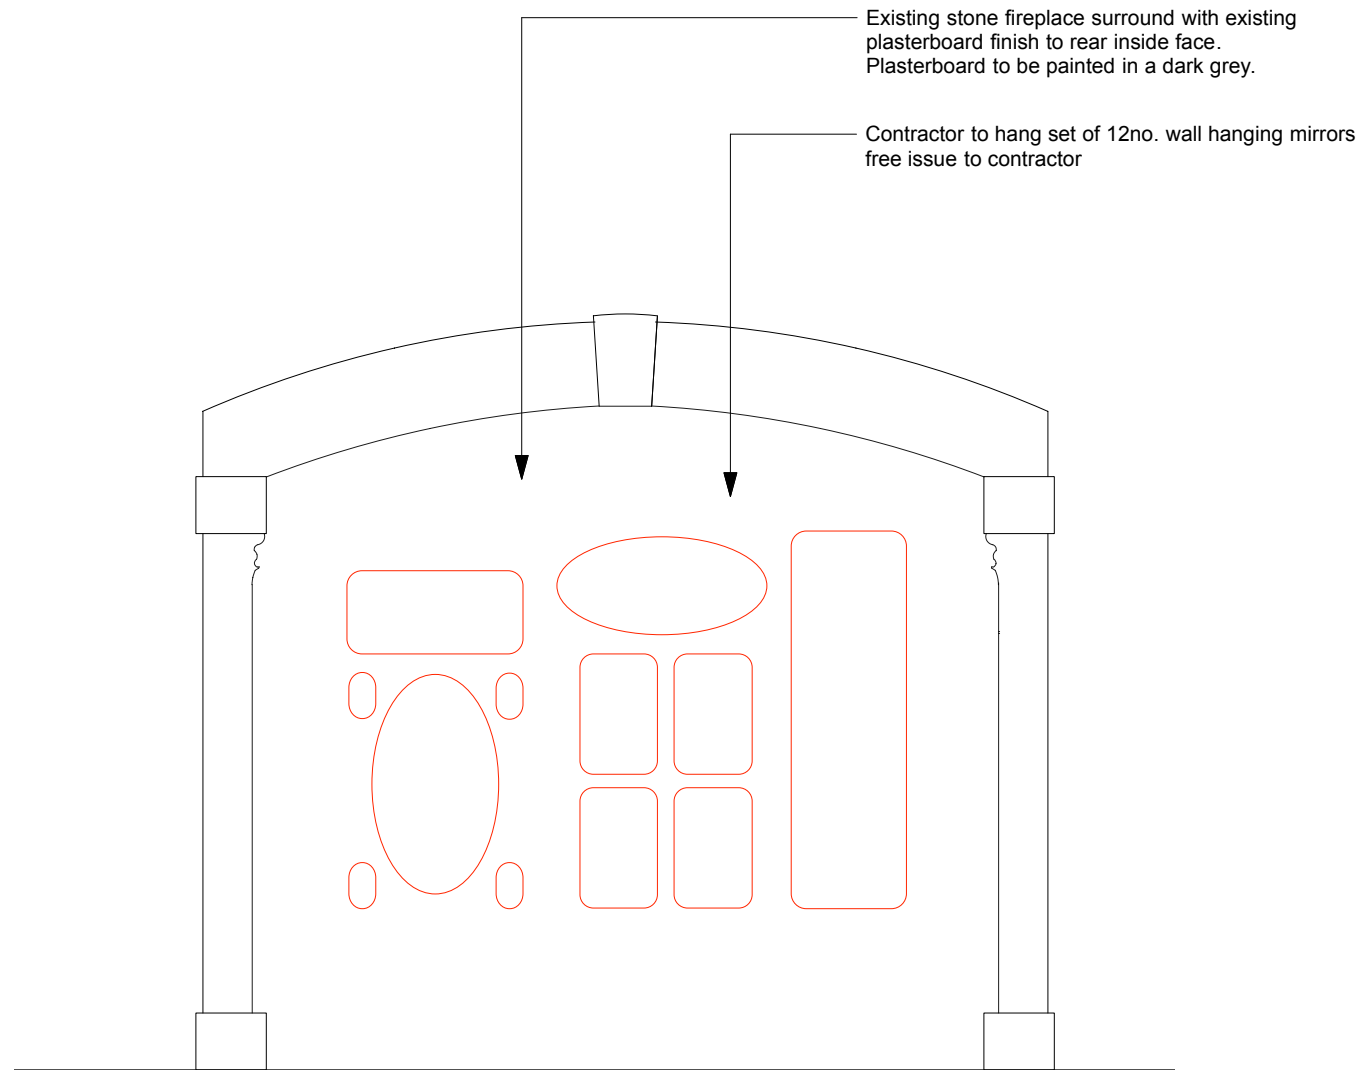 Existing stone fireplace surround with existing
plasterboard finish to rear inside face.
Plasterboard to be painted in a dark grey.
Contractor to hang set of 12no. wall hanging mirrors
free issue to contractor